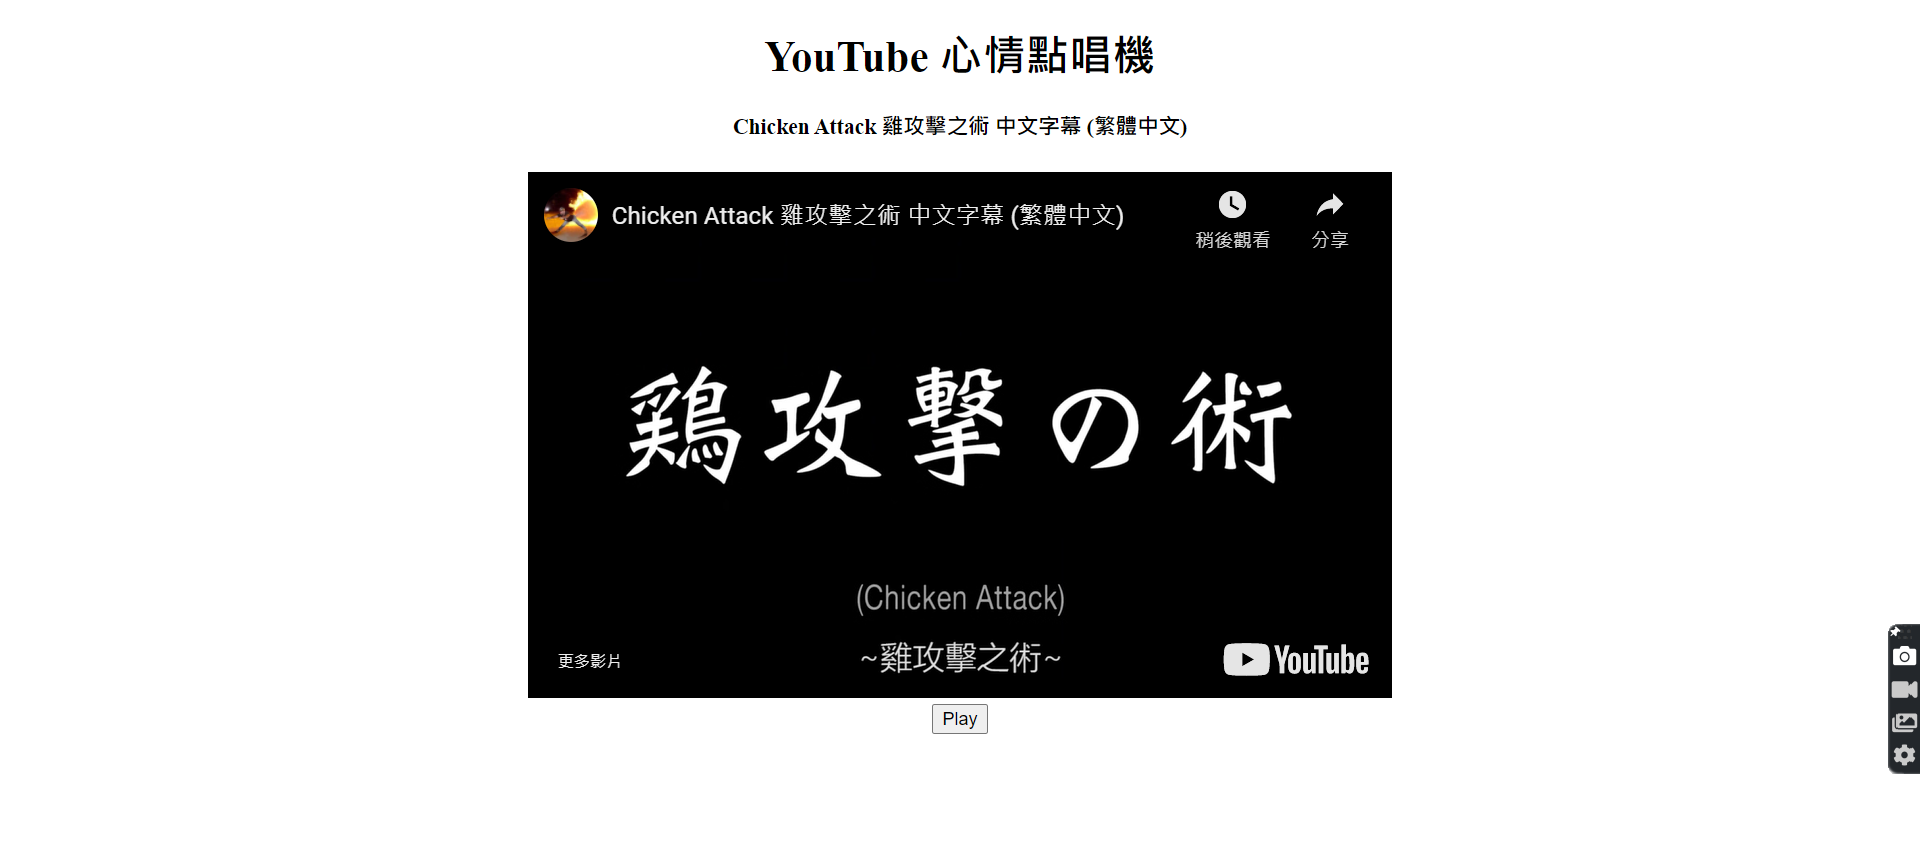 YouTube 心情點唱機
Chicken Attack 雞攻擊之術 中文字幕 (繁體中文)
Chicken Attack 雞攻擊之術 中文字幕 (繁體中文)
稍後觀看
分享
鶏攻撃の術
(Chicken Attack)
~雞攻擊之術~
更多影片
YouTube
Play